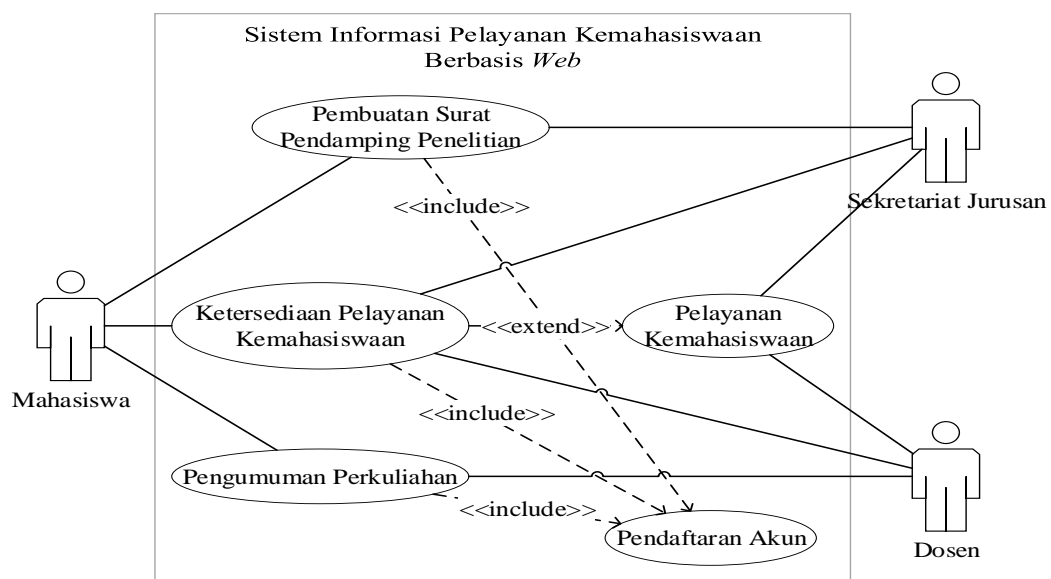 Sistem Informasi Pelayanan Kemahasiswaan
Berbasis Web
Pembuatan Surat
Pendamping Penelitian
Sekretariat Jurusan
<<include>>
Mahasiswa
Ketersediaan Pelayanan
Kemahasiswaan
<<extend>>
Pelayanan
Kemahasiswaan
<<include>>
Pengumuman Perkuliahan
<<include>>
Pendaftaran Akun
Dosen